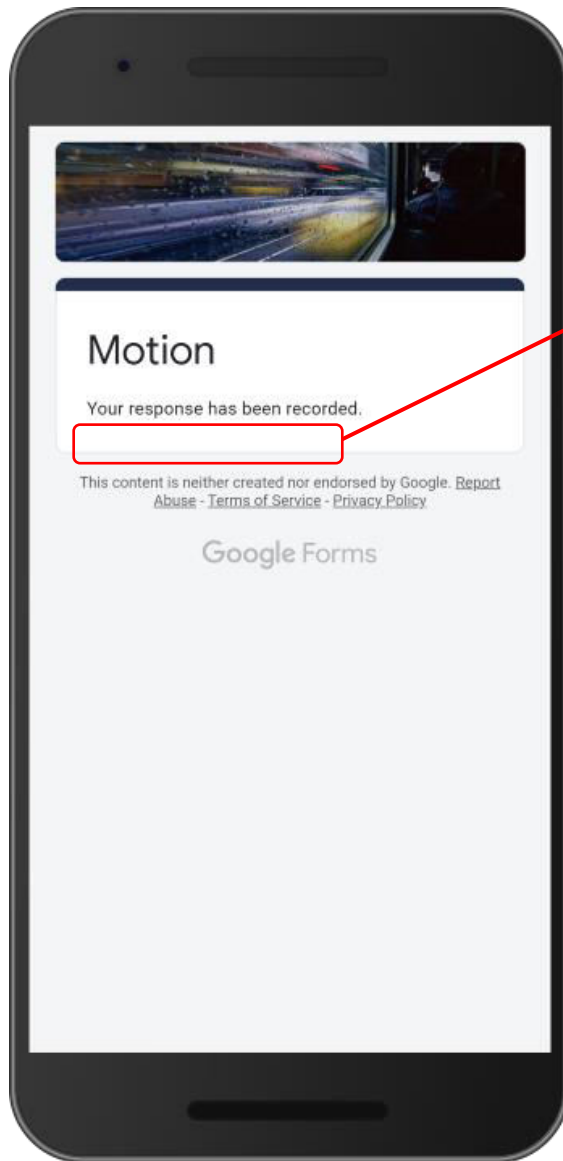 Motion
Your response has been recorded.
This content is neither created nor endorsed by Google. Report
Abuse - Terms of Service - Privacy Policy
Google Forms